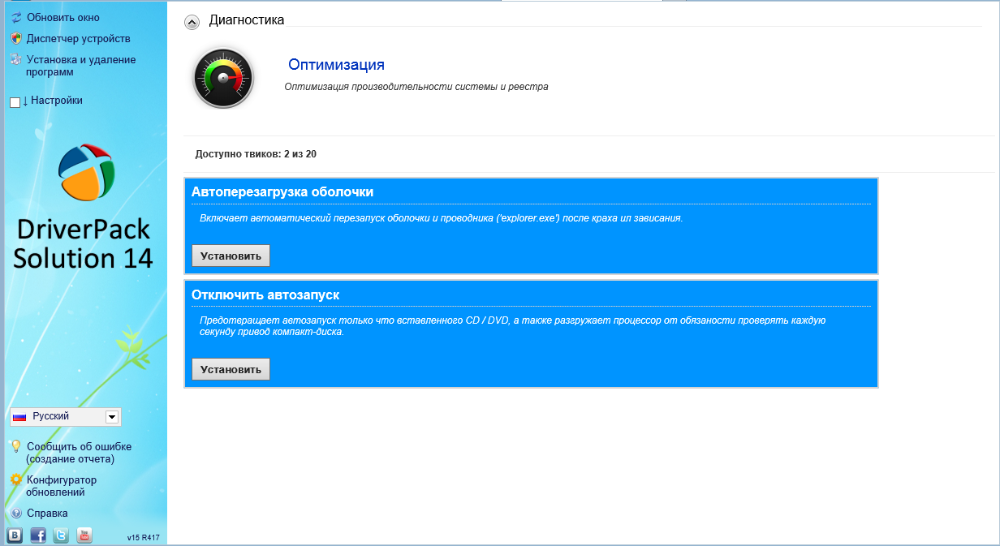 Обновить окно
Диспетчер устройств
Установка и удаление
программ
↓ Настройки
DriverPack
Solution 14
Русский
Сообщить об ошибке
(создание отчета)
Конфигуратор
обновлений
Справка
v15 R417
Диагностика
Оптимизация
Оптимизация производительности системы и реестра
Доступно твиков: 2 из 20
Автоперезагрузка оболочки
Включает автоматический перезапуск оболочки и проводника ('explorer.exe') после краха ил зависания.
Установить
Отключить автозапуск
Предотвращает автозапуск только что вставленного CD / DVD, а также разгружает процессор от обязаности проверять каждую
секунду привод компакт-диска.
Установить